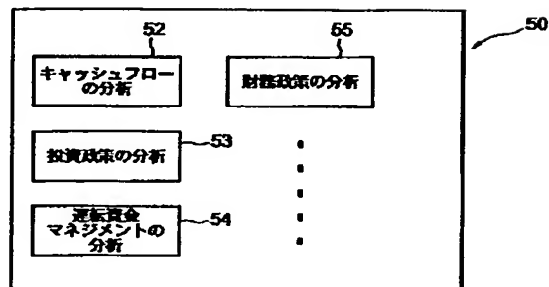 52
55
50
キャッシュフロー
の分析
財務政策の分析
投資政策の分析
53
運転資金
マネジメントの
分析
54